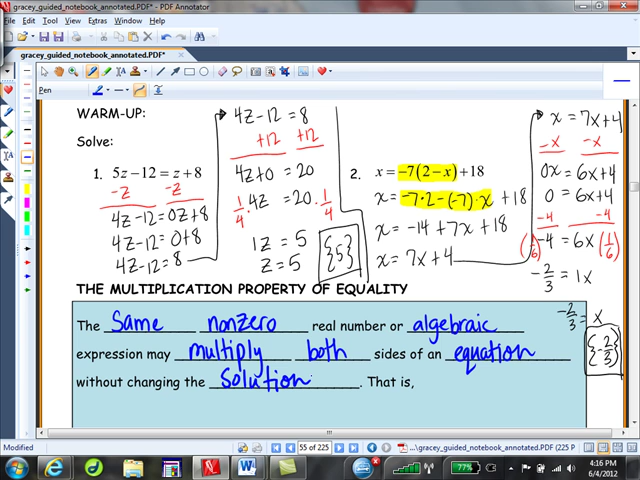 gracey_guided_notebook_annotated.PDF* - PDF Annotator
File Edit View Insert Tool Extras Window Help
gracey_guided_notebook_annotated.PDF*
Pen
WARM-UP:
Solve:
1. 5z − 12 = z + 8
−z −z
4z − 12 = 0z + 8
4z − 12 = 0 + 8
4z − 12 = 8
4z − 12 = 8
+12 +12
4z + 0 = 20
1/4 · 4z = 20 · 1/4
1z = 5
z = 5
{5}
2. x = −7(2 − x) + 18
x = −7·2 − (−7)·x + 18
x = −14 + 7x + 18
x = 7x + 4
x = 7x + 4
−x −x
0x = 6x + 4
0 = 6x + 4
−4 −4
(1/6) −4 = 6x (1/6)
−2/3 = 1x
−2/3 = x
{−2/3}
THE MULTIPLICATION PROPERTY OF EQUALITY
The Same nonzero real number or algebraic
expression may multiply both sides of an equation
without changing the solution. That is,
Modified
55 of 225
gracey_guided_notebook_annotated.PDF (225 P
77%
4:16 PM
6/4/2012